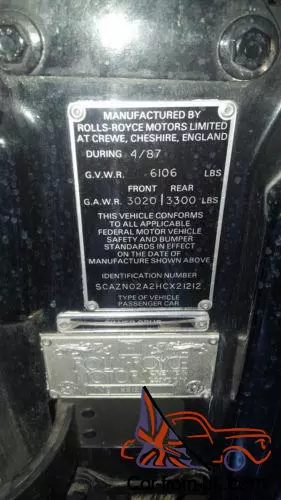 MANUFACTURED BY
ROLLS-ROYCE MOTORS LIMITED
AT CREWE, CHESHIRE, ENGLAND
DURING 4/87
G.V.W.R. 6106 LBS
FRONT REAR
G.A.W.R. 3020 3300 LBS
THIS VEHICLE CONFORMS
TO ALL APPLICABLE
FEDERAL MOTOR VEHICLE
SAFETY AND BUMPER
STANDARDS IN EFFECT
ON THE DATE OF
MANUFACTURE SHOWN ABOVE
IDENTIFICATION NUMBER
SCAZN02A2HCX21212
TYPE OF VEHICLE
PASSENGER CAR